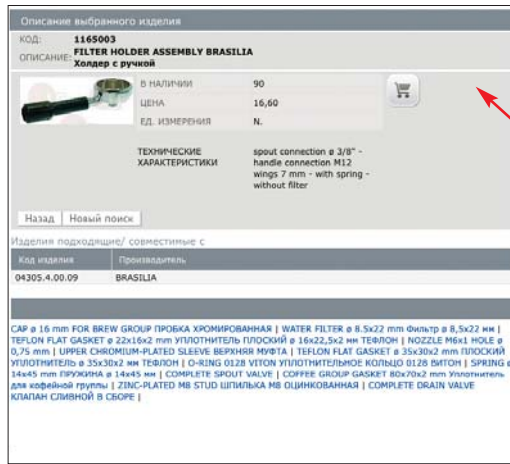 Описание выбранного изделия
КОД: 1165003
ОПИСАНИЕ: FILTER HOLDER ASSEMBLY BRASILIA
Холдер с ручкой
В НАЛИЧИИ 90
ЦЕНА 16,60
ЕД. ИЗМЕРЕНИЯ N.
ТЕХНИЧЕСКИЕ ХАРАКТЕРИСТИКИ spout connection ø 3/8" -
handle connection M12
wings 7 mm - with spring -
without filter
Назад Новый поиск
Изделия подходящие/ совместимые с
Код изделия Производитель
04305.4.00.09 BRASILIA
CAP ø 16 mm FOR BREW GROUP ПРОБКА ХРОМИРОВАННАЯ | WATER FILTER ø 8.5x22 mm Фильтр ø 8,5x22 мм |
TEFLON FLAT GASKET ø 22x16x2 mm УПЛОТНИТЕЛЬ ПЛОСКИЙ ø 16x22,5x2 мм ТЕФЛОН | NOZZLE M6x1 HOLE ø
0,75 mm | UPPER CHROMIUM-PLATED SLEEVE ВЕРХНЯЯ МУФТА | TEFLON FLAT GASKET ø 35x30x2 mm ПЛОСКИЙ
УПЛОТНИТЕЛЬ ø 35x30x2 мм ТЕФЛОН | O-RING 0128 VITON УПЛОТНИТЕЛЬНОЕ КОЛЬЦО 0128 ВИТОН | SPRING ø
14x45 mm ПРУЖИНА ø 14x45 мм | COMPLETE SPOUT VALVE | COFFEE GROUP GASKET 80x70x2 mm Уплотнитель
для кофейной группы | ZINC-PLATED M8 STUD ШПИЛЬКА М8 ОЦИНКОВАННАЯ | COMPLETE DRAIN VALVE
КЛАПАН СЛИВНОЙ В СБОРЕ |